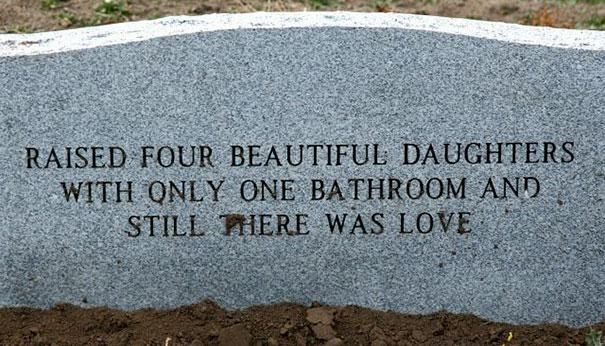 RAISED FOUR BEAUTIFUL DAUGHTERS
WITH ONLY ONE BATHROOM AND
STILL THERE WAS LOVE